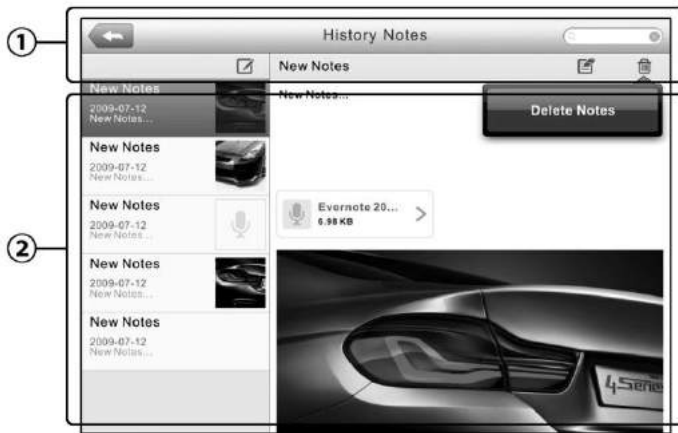 ①
History Notes
New Notes
New Notes
2009-07-12
New Notes...
New Notes...
Delete Notes
②
New Notes
2009-07-12
New Notes...
New Notes
2009-07-12
New Notes...
New Notes
2009-07-12
New Notes...
New Notes
2009-07-12
New Notes...
Evernote 20...
6.98 KB
4Series